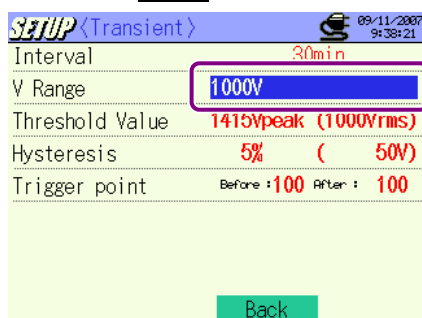 SETUP〈Transient〉 09/11/2007
9:38:21
Interval 30min
V Range 1000V
Threshold Value 1415Vpeak (1000Vrms)
Hysteresis 5% ( 50V)
Trigger point Before :100 After : 100
Back